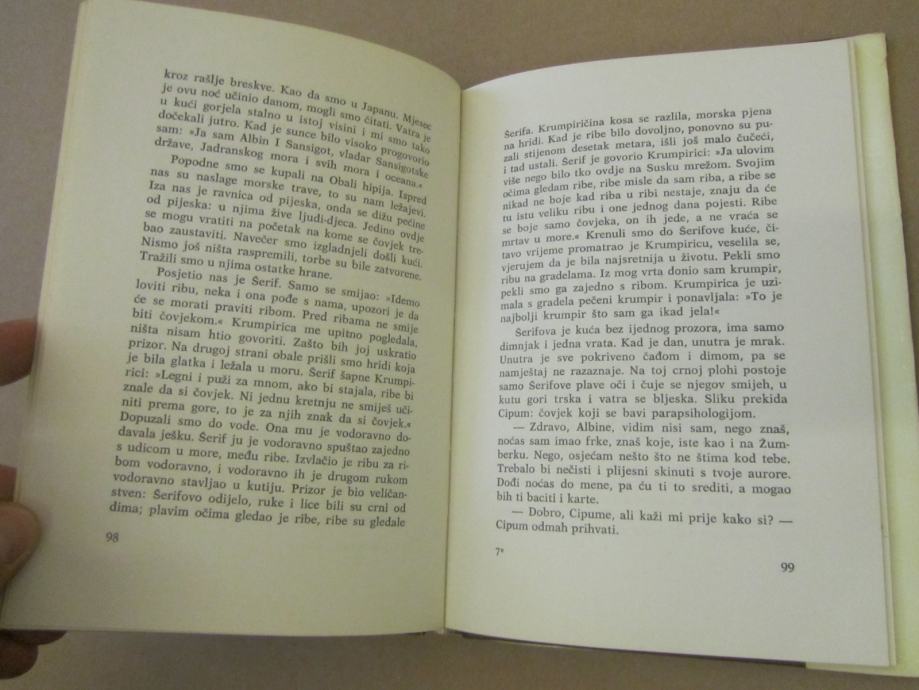 kroz rašlje breskve. Kao da smo u Japanu. Mjesec
je ovu noć učinio danom, mogli smo čitati. Vatra je
u kući gorjela stalno u istoj visini i mi smo tako
dočekali jutro. Kad je sunce bilo visoko progovorio
sam: »Ja sam Albin I Sansigot, vladar Sansigotske
države, Jadranskog mora i svih mora i oceana.«
Popodne smo se kupali na Obali hipija. Ispred
nas su naslage morske trave, to su nam ležajevi.
Iza nas je ravnica od pijeska, onda se dižu pećine
od pijeska: u njima žive ljudi-djeca. Jedino ovdje
se mogu vratiti na početak na kome se čovjek tre-
bao zaustaviti. Navečer smo izgladnjeli došli kući.
Nismo još ništa raspremili, torbe su bile zatvorene.
Tražili smo u njima ostatke hrane.
Posjetio nas je Šerif. Samo se smijao: »Idemo
loviti ribu, neka i ona pođe s nama, upozori je da
će se morati praviti ribom. Pred ribama ne smije
biti čovjekom.« Krumpirica me upitno pogledala,
ništa nisam htio govoriti. Zašto bih joj uskratio
prizor. Na drugoj strani obale prišli smo hridi koja
je bila glatka i ležala u moru. Šerif šapne Krumpi-
rici: »Legni i puži za mnom, ako bi stajala, ribe bi
znale da si čovjek. Ni jednu kretnju ne smiješ uči-
niti prema gore, to je za njih znak da si čovjek.«
Dopuzali smo do vode. Ona mu je vodoravno do-
davala ješku. Šerif ju je vodoravno spuštao zajedno
s udicom u more, među ribe. Izvlačio je ribu za ri-
bom vodoravno, i vodoravno ih je drugom rukom
vodoravno stavljao u kutiju. Prizor je bio veličan-
stven: Šerifovo odijelo, ruke i lice bili su crni od
dima; plavim očima gledao je ribe, ribe su gledale
98
Šerifa. Krumpiričina kosa se razlila, morska pjena
na hridi. Kad je ribe bilo dovoljno, ponovno su pu-
zali stijenom desetak metara, išli još malo čučeći,
i tad ustali. Šerif je govorio Krumpirici: »Ja ulovim
više nego bilo tko ovdje na Susku mrežom. Svojim
očima gledam ribe, ribe misle da sam riba, a ribe se
nikad ne boje kad riba u ribi nestaje, znaju da će
tu istu veliku ribu i one jednog dana pojesti. Ribe
se boje samo čovjeka, on ih jede, a ne vraća se
mrtav u more.« Krenuli smo do Šerifove kuće, či-
tavo vrijeme promatrao je Krumpiricu, veselila se,
vjerujem da je bila najsretnija u životu. Pekli smo
ribu na gradelama. Iz mog vrta donio sam krumpir,
pekli smo ga zajedno s ribom. Krumpirica je uzi-
mala s gradela pečeni krumpir i ponavljala: »To je
najbolji krumpir što sam ga ikad jela!«
Šerifova je kuća bez ijednog prozora, ima samo
dimnjak i jedna vrata. Kad je dan, unutra je mrak.
Unutra je sve pokriveno čađom i dimom, pa se
namještaj ne razaznaje. Na toj crnoj plohi postoje
samo Šerifove plave oči i čuje se njegov smijeh, u
kutu gori trska i vatra se bljeska. Sliku prekida
Cipum: čovjek koji se bavi parapsihologijom.
— Zdravo, Albine, vidim nisi sam, nego znaš,
noćas sam imao frke, znaš koje, iste kao i na Žum-
berku. Nego, osjećam nešto što ne štima kod tebe.
Trebalo bi nečisti i plijesni skinuti s tvoje aurore.
Dođi noćas do mene, pa ću ti to srediti, a mogao
bih ti baciti i karte.
— Dobro, Cipume, ali kaži mi prije kako si? —
Cipum odmah prihvati.
7*
99